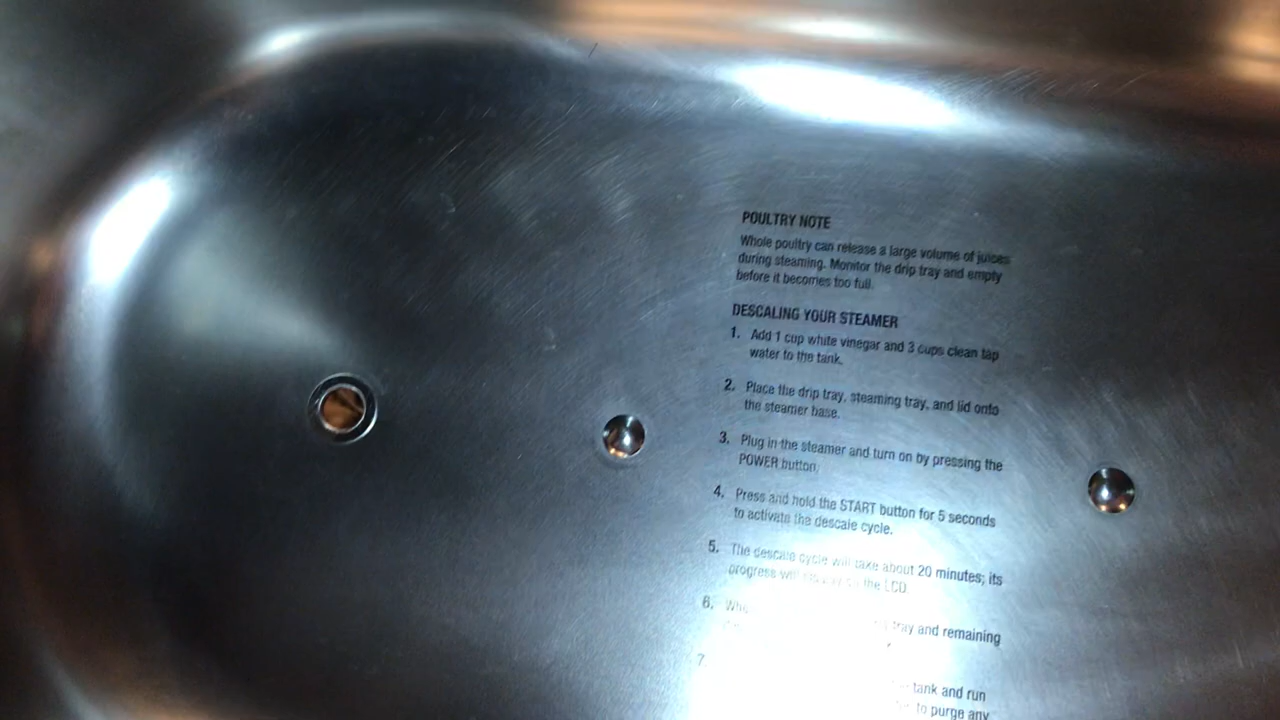 POULTRY NOTE
Whole poultry can release a large volume of juices
during steaming. Monitor the drip tray and empty
before it becomes too full.
DESCALING YOUR STEAMER
1. Add 1 cup white vinegar and 3 cups clean tap
water to the tank.
2. Place the drip tray, steaming tray, and lid onto
the steamer base.
3. Plug in the steamer and turn on by pressing the
POWER button.
4. Press and hold the START button for 5 seconds
to activate the descale cycle.
5. The descale cycle will take about 20 minutes; its
progress will the LCD.
6. tray and remaining
7
tank and run
to purge any